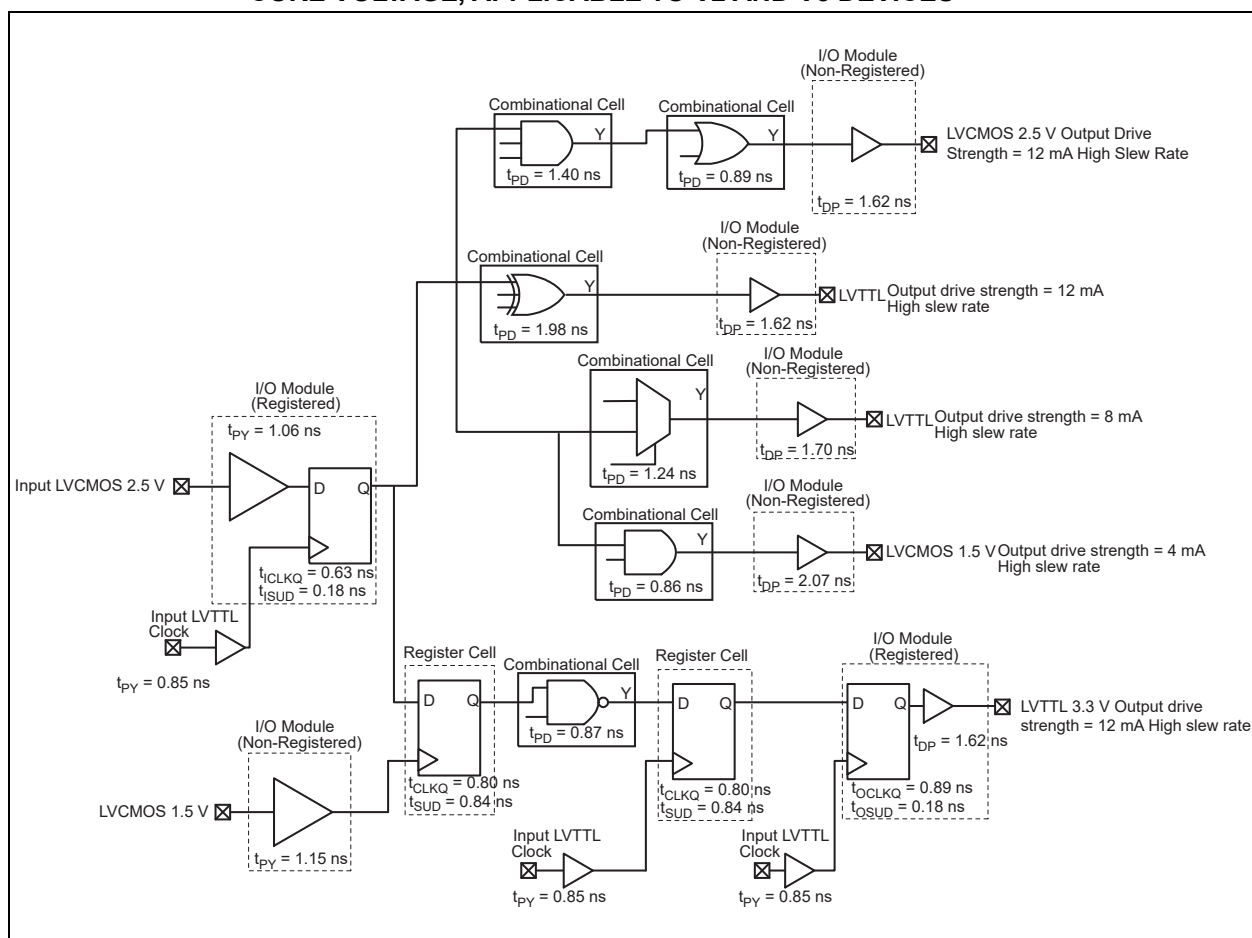 I/O Module
(Non-Registered)
Combinational Cell
Combinational Cell
Y
Y
LVCMOS 2.5 V Output Drive
Strength = 12 mA High Slew Rate
tPD = 1.40 ns
tPD = 0.89 ns
tDP = 1.62 ns
I/O Module
(Non-Registered)
Combinational Cell
Y
LVTTL Output drive strength = 12 mA
High slew rate
tPD = 1.98 ns
tDP = 1.62 ns
Combinational Cell
I/O Module
(Non-Registered)
Y
LVTTL Output drive strength = 8 mA
High slew rate
tPD = 1.24 ns
tDP = 1.70 ns
I/O Module
(Registered)
tPY = 1.06 ns
Input LVCMOS 2.5 V
D
Q
tICLKQ = 0.63 ns
tISUD = 0.18 ns
I/O Module
(Non-Registered)
Combinational Cell
Y
LVCMOS 1.5 V Output drive strength = 4 mA
High slew rate
tPD = 0.86 ns
tDP = 2.07 ns
Input LVTTL
Clock
tPY = 0.85 ns
Register Cell
D
Q
tCLKQ = 0.80 ns
tSUD = 0.84 ns
Combinational Cell
Y
tPD = 0.87 ns
Register Cell
D
Q
tCLKQ = 0.80 ns
tSUD = 0.84 ns
I/O Module
(Registered)
D
Q
tDP = 1.62 ns
tOCLKQ = 0.89 ns
tOSUD = 0.18 ns
LVTTL 3.3 V Output drive
strength = 12 mA High slew rate
I/O Module
(Non-Registered)
LVCMOS 1.5 V
tPY = 1.15 ns
Input LVTTL
Clock
tPY = 0.85 ns
Input LVTTL
Clock
tPY = 0.85 ns